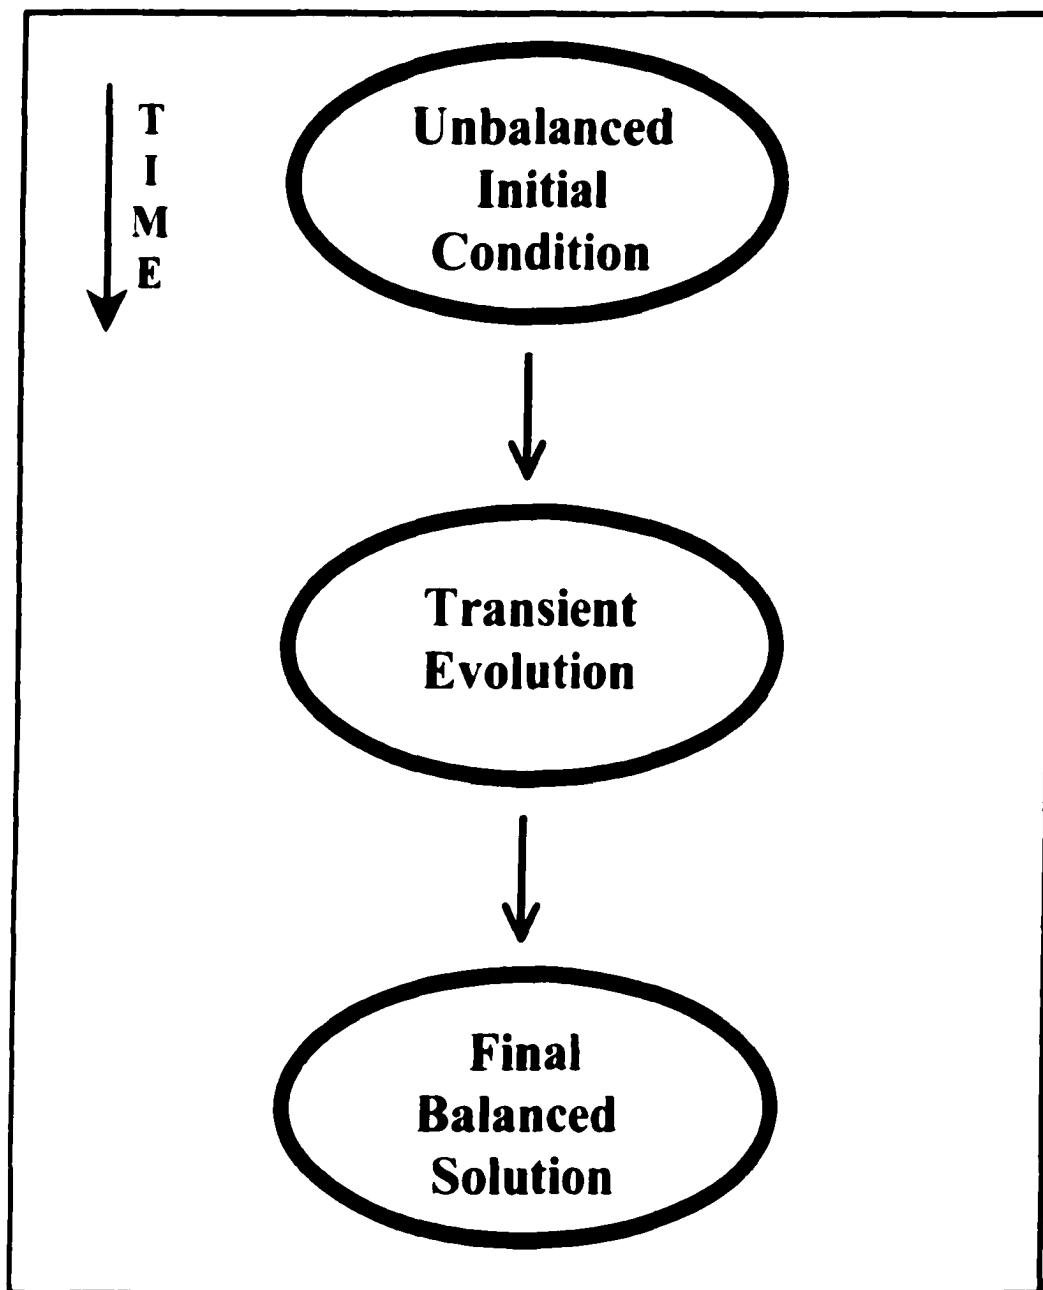 T
I
M
E
Unbalanced
Initial
Condition
Transient
Evolution
Final
Balanced
Solution